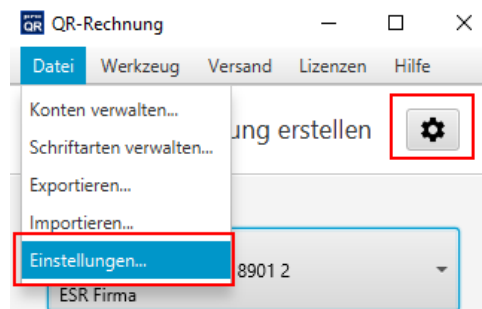 QR QR-Rechnung
Datei Werkzeug Versand Lizenzen Hilfe
Konten verwalten...
ung erstellen
Schriftarten verwalten...
Exportieren...
Importieren...
Einstellungen...
8901 2
ESR Firma